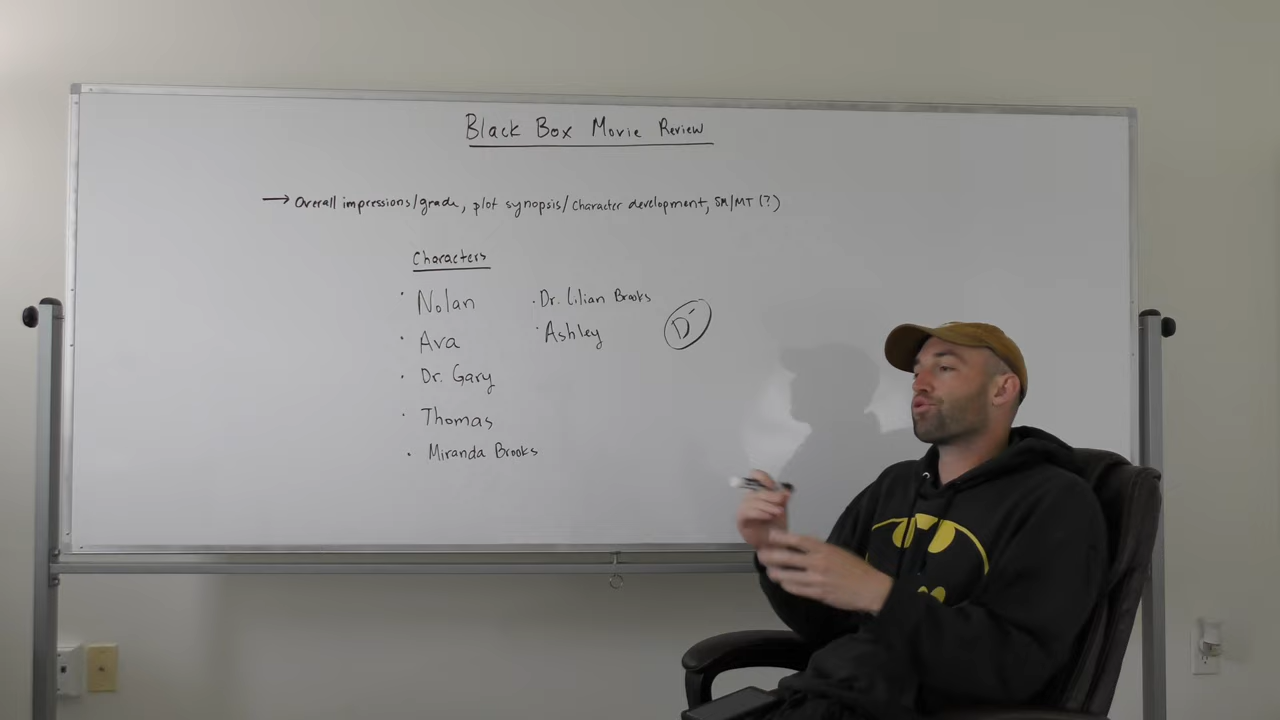 Black Box Movie Review
→ Overall impressions/grade, plot synopsis/character development, SM/MT (?)
Characters
· Nolan
· Ava
· Dr. Gary
· Thomas
· Miranda Brooks
· Dr. Lilian Brooks
· Ashley
D-